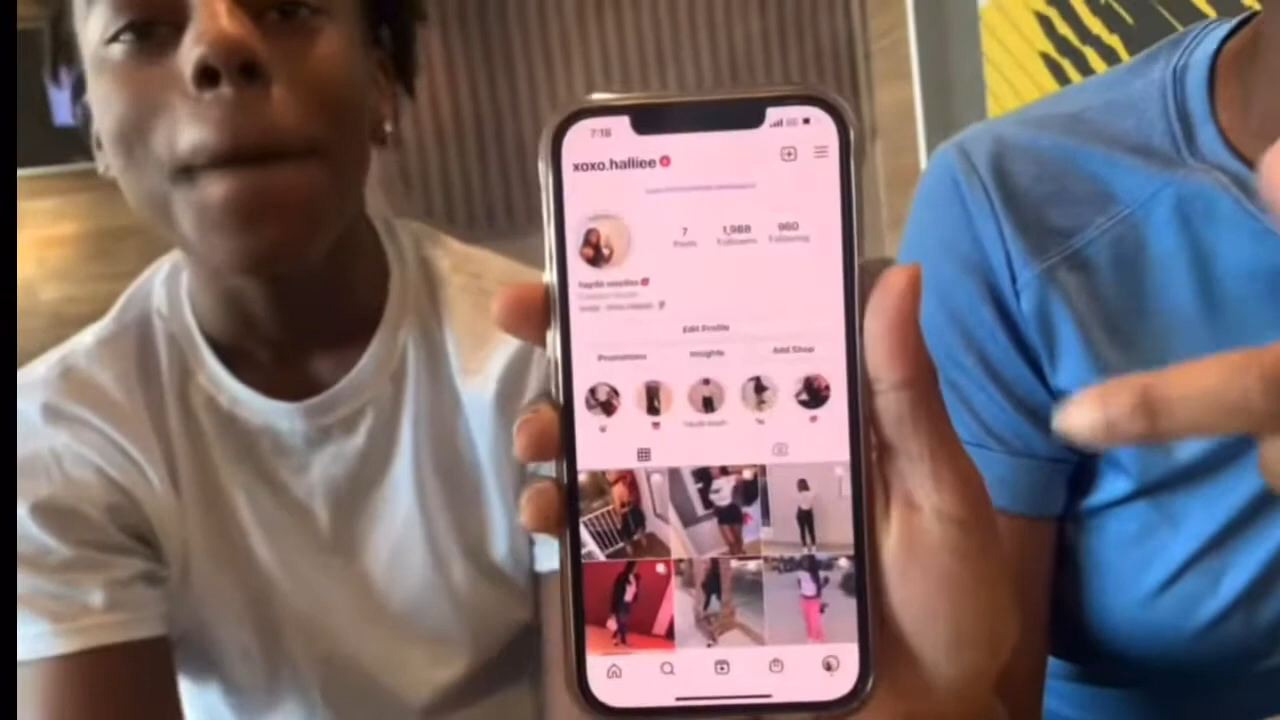 7:18
xoxo.halliee
7 1,988 960
Posts Followers Following
Edit Profile
Promotions Insights Add Shop